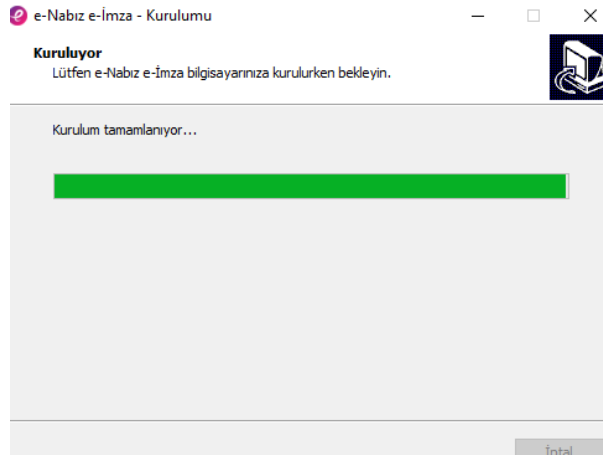 e-Nabız e-İmza - Kurulumu
Kuruluyor
Lütfen e-Nabız e-İmza bilgisayarınıza kurulurken bekleyin.
Kurulum tamamlanıyor...
İptal